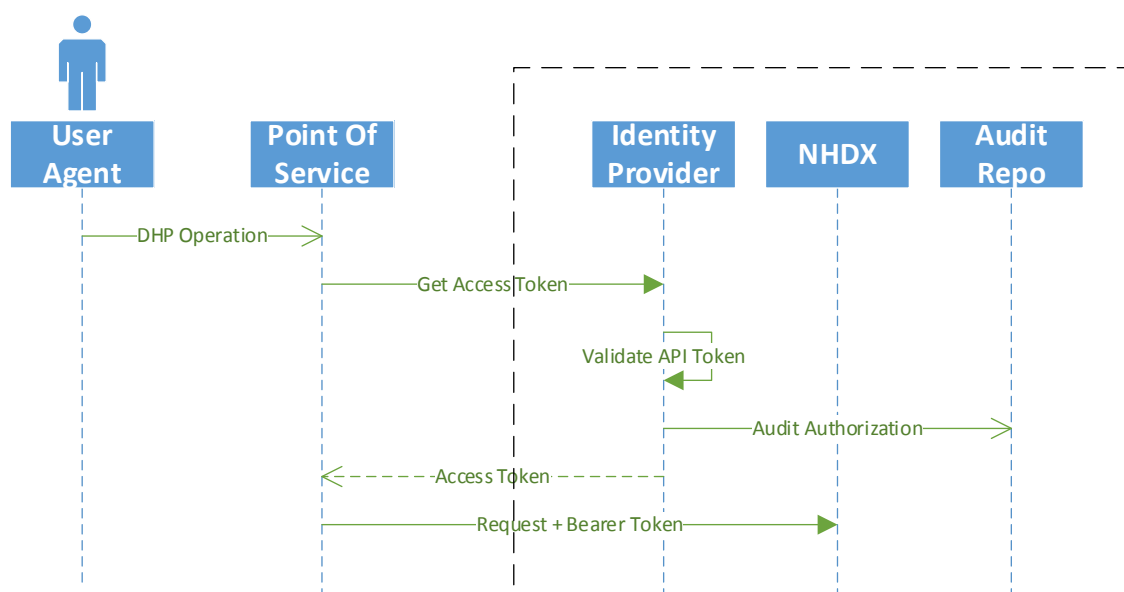 User
Agent
Point Of
Service
Identity
Provider
NHDX
Audit
Repo
DHP Operation
Get Access Token
Validate API Token
Audit Authorization
Access Token
Request + Bearer Token